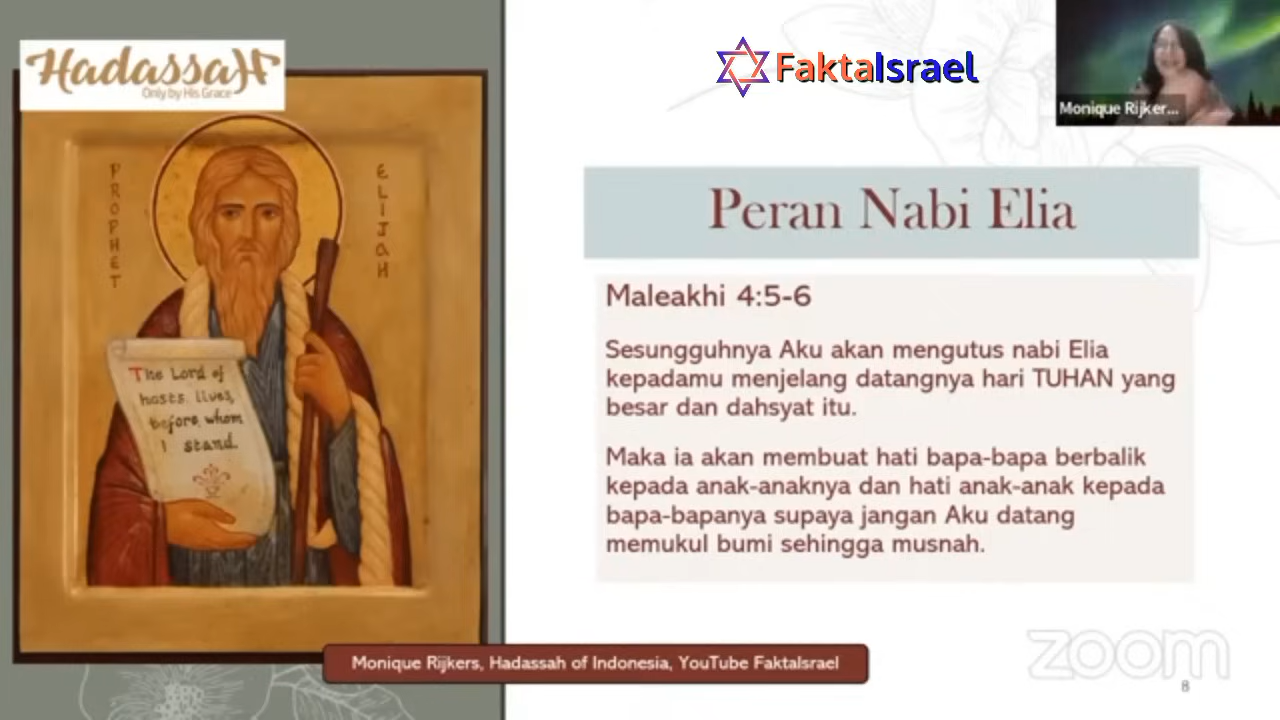 Hadassah
Only by His Grace
FaktaIsrael
Monique Rijker...
PROPHET
ELIJAH
The Lord of
hosts lives,
before whom
I stand.
Peran Nabi Elia
Maleakhi 4:5-6
Sesungguhnya Aku akan mengutus nabi Elia
kepadamu menjelang datangnya hari TUHAN yang
besar dan dahsyat itu.
Maka ia akan membuat hati bapa-bapa berbalik
kepada anak-anaknya dan hati anak-anak kepada
bapa-bapanya supaya jangan Aku datang
memukul bumi sehingga musnah.
Monique Rijkers, Hadassah of Indonesia, YouTube FaktaIsrael
zoom
8